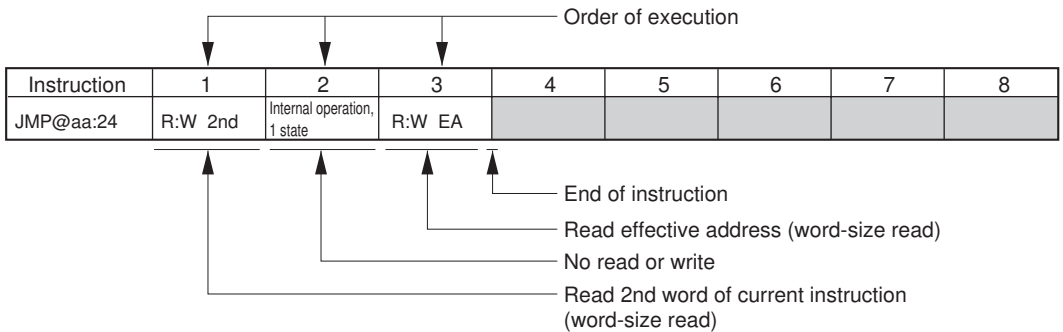 Order of execution
Instruction 1 2 3 4 5 6 7 8
JMP@aa:24 R:W 2nd Internal operation, R:W EA
1 state
End of instruction
Read effective address (word-size read)
No read or write
Read 2nd word of current instruction
(word-size read)